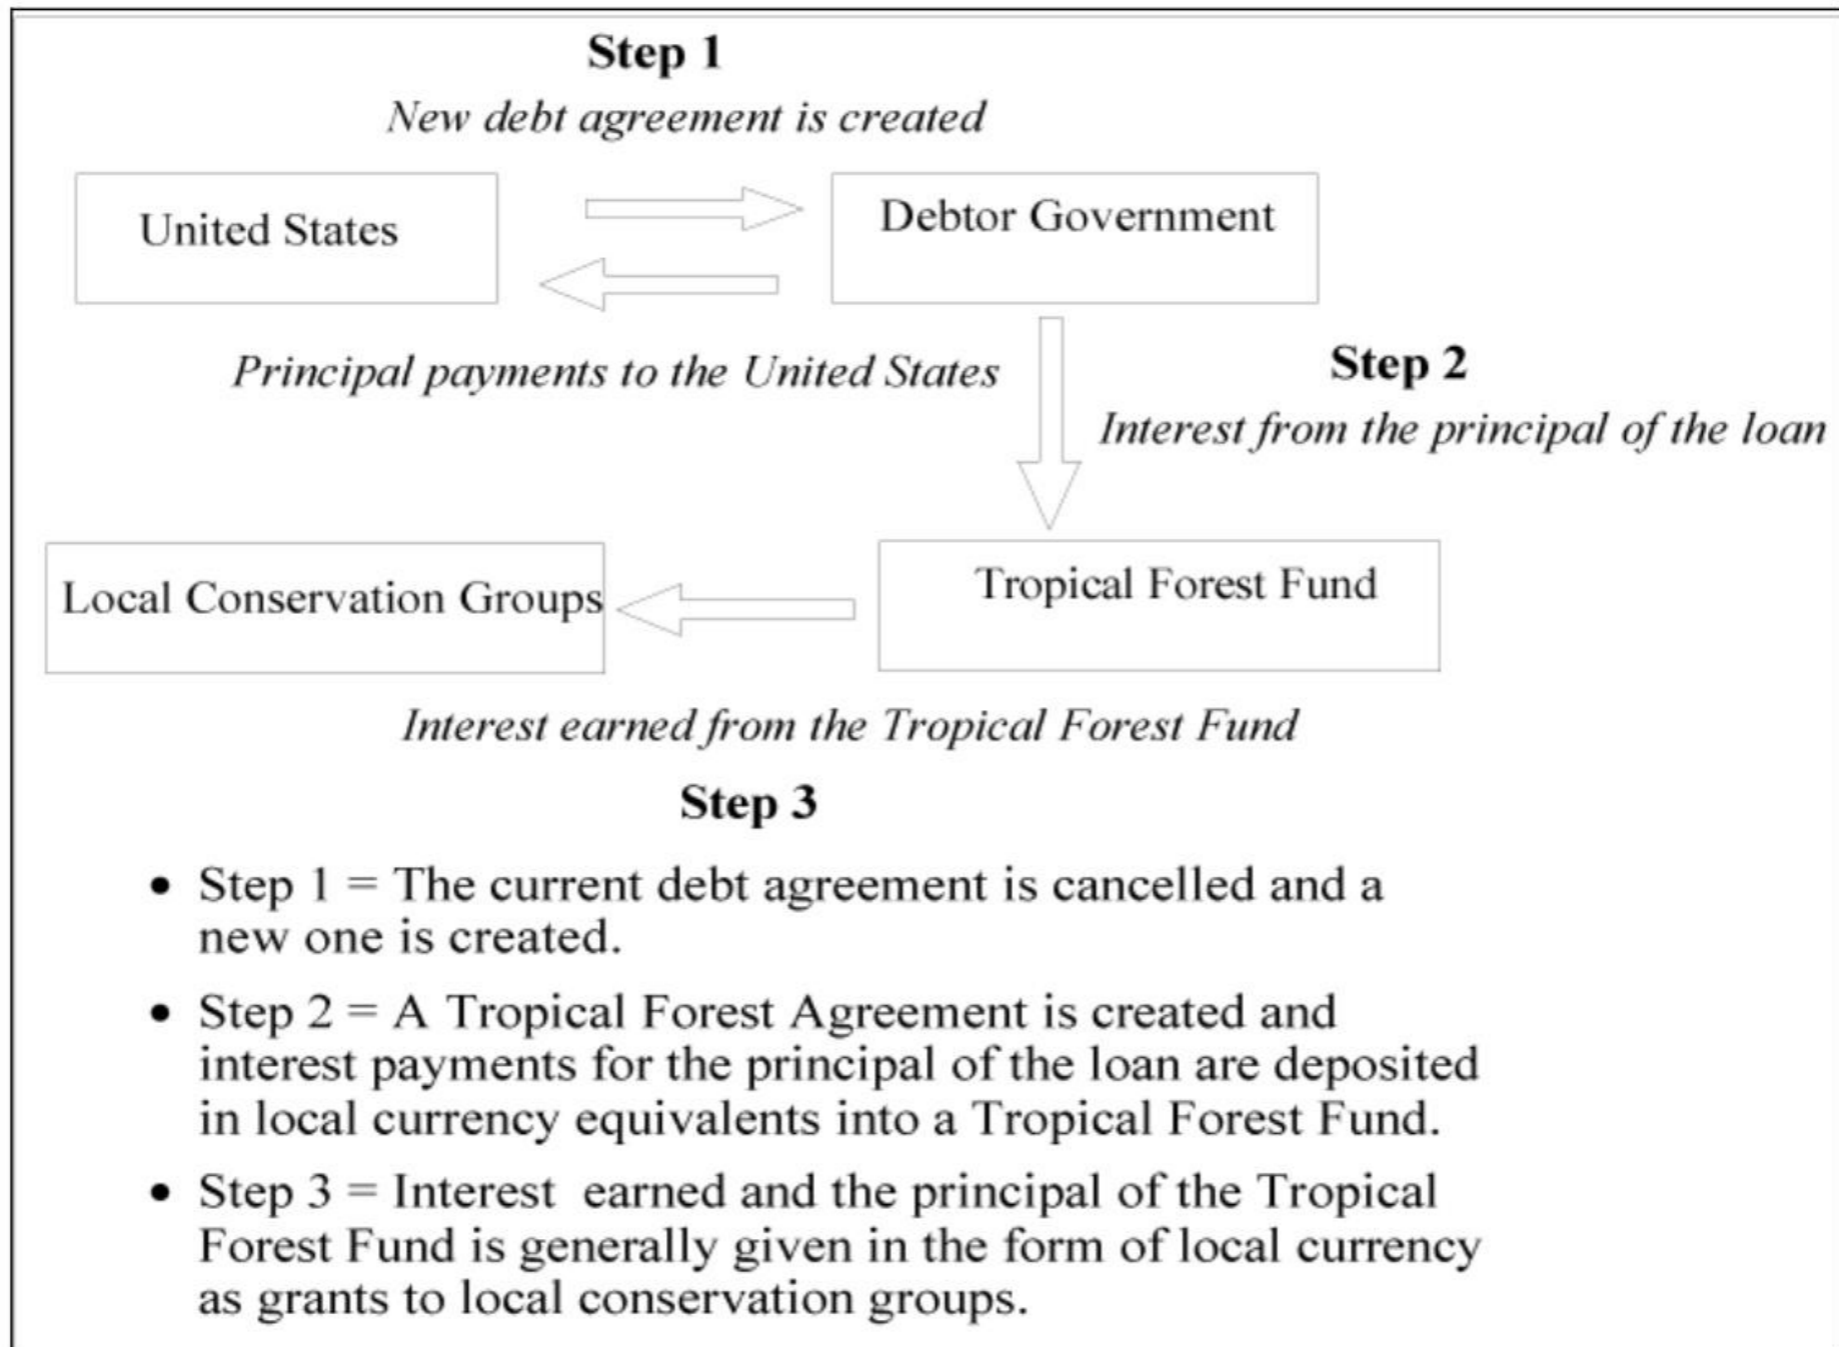 Step 1
New debt agreement is created
United States
Debtor Government
Principal payments to the United States
Step 2
Interest from the principal of the loan
Local Conservation Groups
Tropical Forest Fund
Interest earned from the Tropical Forest Fund
Step 3
• Step 1 = The current debt agreement is cancelled and a
new one is created.
• Step 2 = A Tropical Forest Agreement is created and
interest payments for the principal of the loan are deposited
in local currency equivalents into a Tropical Forest Fund.
• Step 3 = Interest earned and the principal of the Tropical
Forest Fund is generally given in the form of local currency
as grants to local conservation groups.